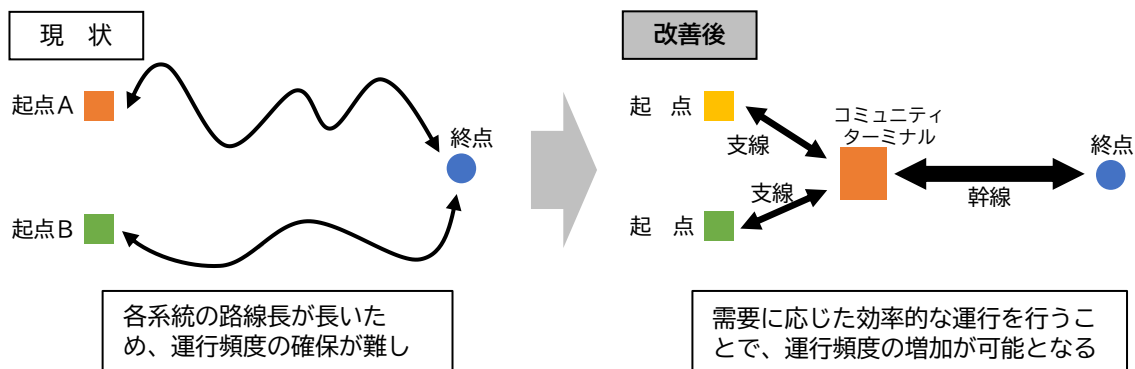 現　状
起点A
起点B
終点
各系統の路線長が長いた
め、運行頻度の確保が難し
改善後
起　点
コミュニティ
ターミナル
支線
終点
幹線
支線
起　点
需要に応じた効率的な運行を行うこ
とで、運行頻度の増加が可能となる